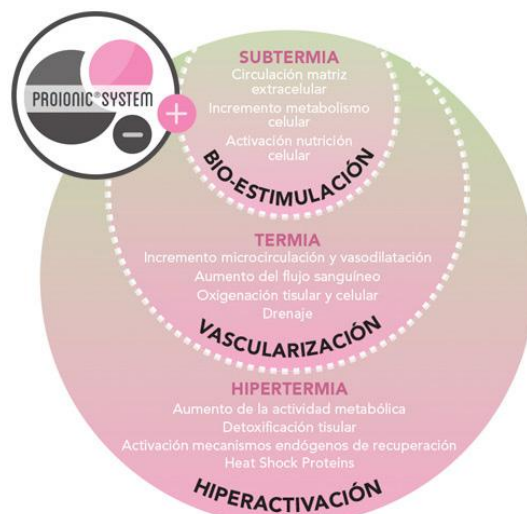 PROIONIC® SYSTEM
+
−
SUBTERMIA
Circulación matriz
extracelular
Incremento metabolismo
celular
Activación nutrición
celular
BIO-ESTIMULACIÓN
TERMIA
Incremento microcirculación y vasodilatación
Aumento del flujo sanguíneo
Oxigenación tisular y celular
Drenaje
VASCULARIZACIÓN
HIPERTERMIA
Aumento de la actividad metabólica
Detoxificación tisular
Activación mecanismos endógenos de recuperación
Heat Shock Proteins
HIPERACTIVACIÓN